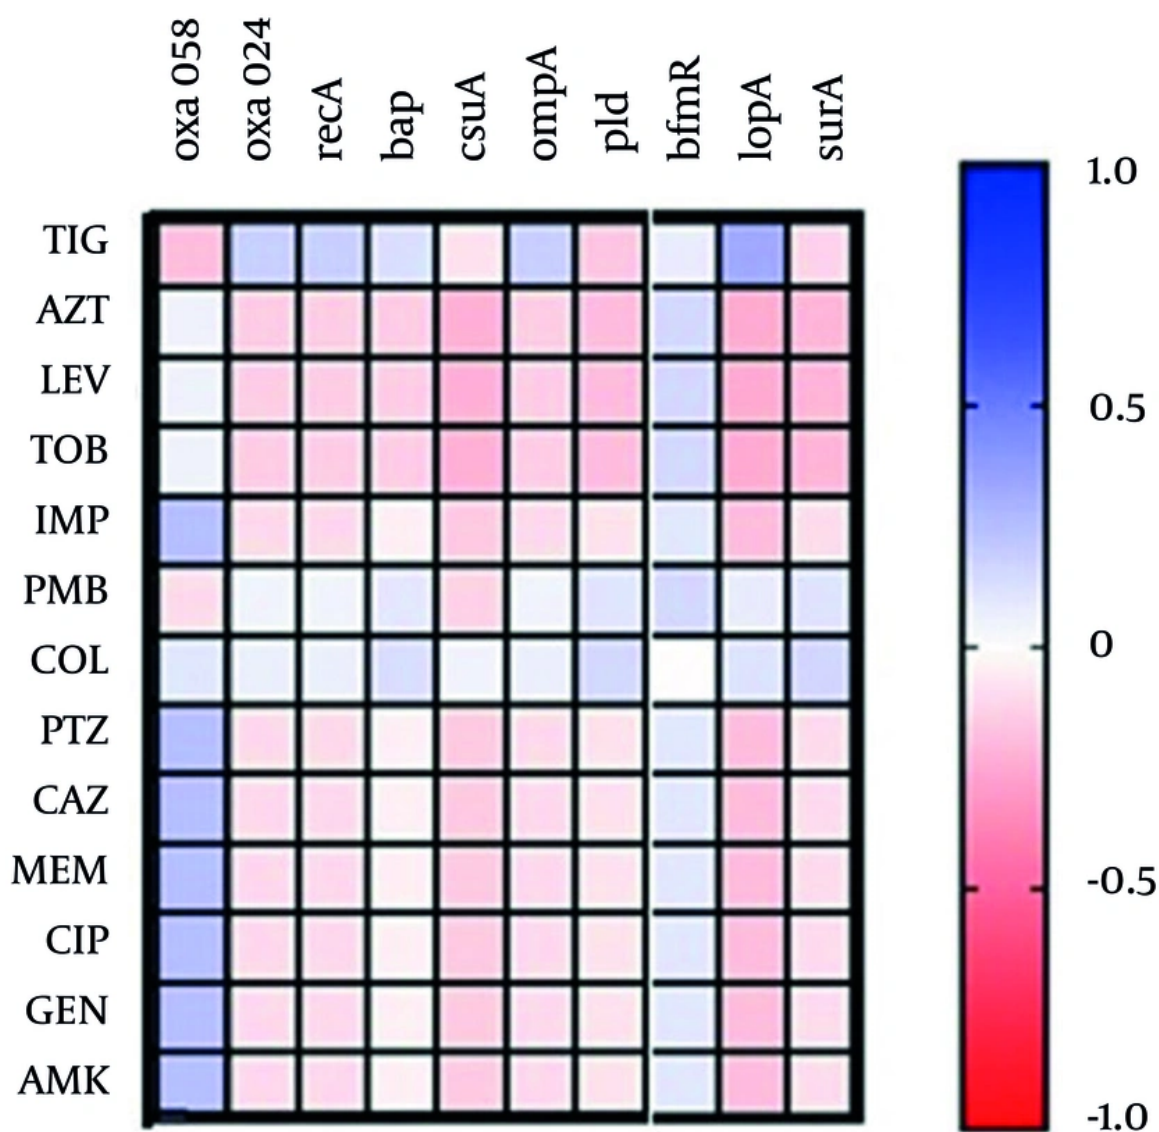 oxa 058
oxa 024
recA
bap
csuA
ompA
pld
bfmR
lopA
surA
TIG
AZT
LEV
TOB
IMP
PMB
COL
PTZ
CAZ
MEM
CIP
GEN
AMK
1.0
0.5
0
-0.5
-1.0